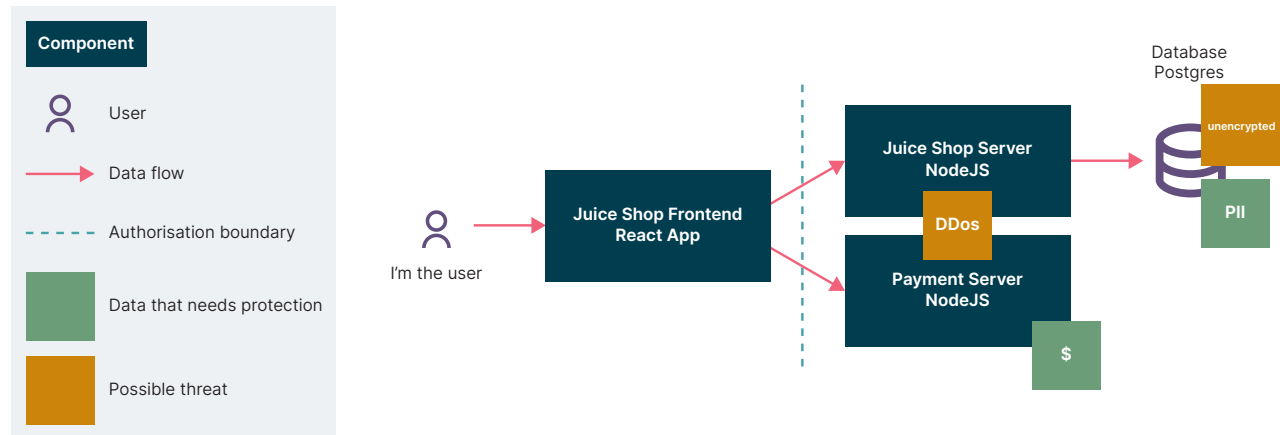 Component
User
Data flow
Authorisation boundary
Data that needs protection
Possible threat
I'm the user
Juice Shop Frontend
React App
Juice Shop Server
NodeJS
DDos
Payment Server
NodeJS
$
Database
Postgres
unencrypted
PII